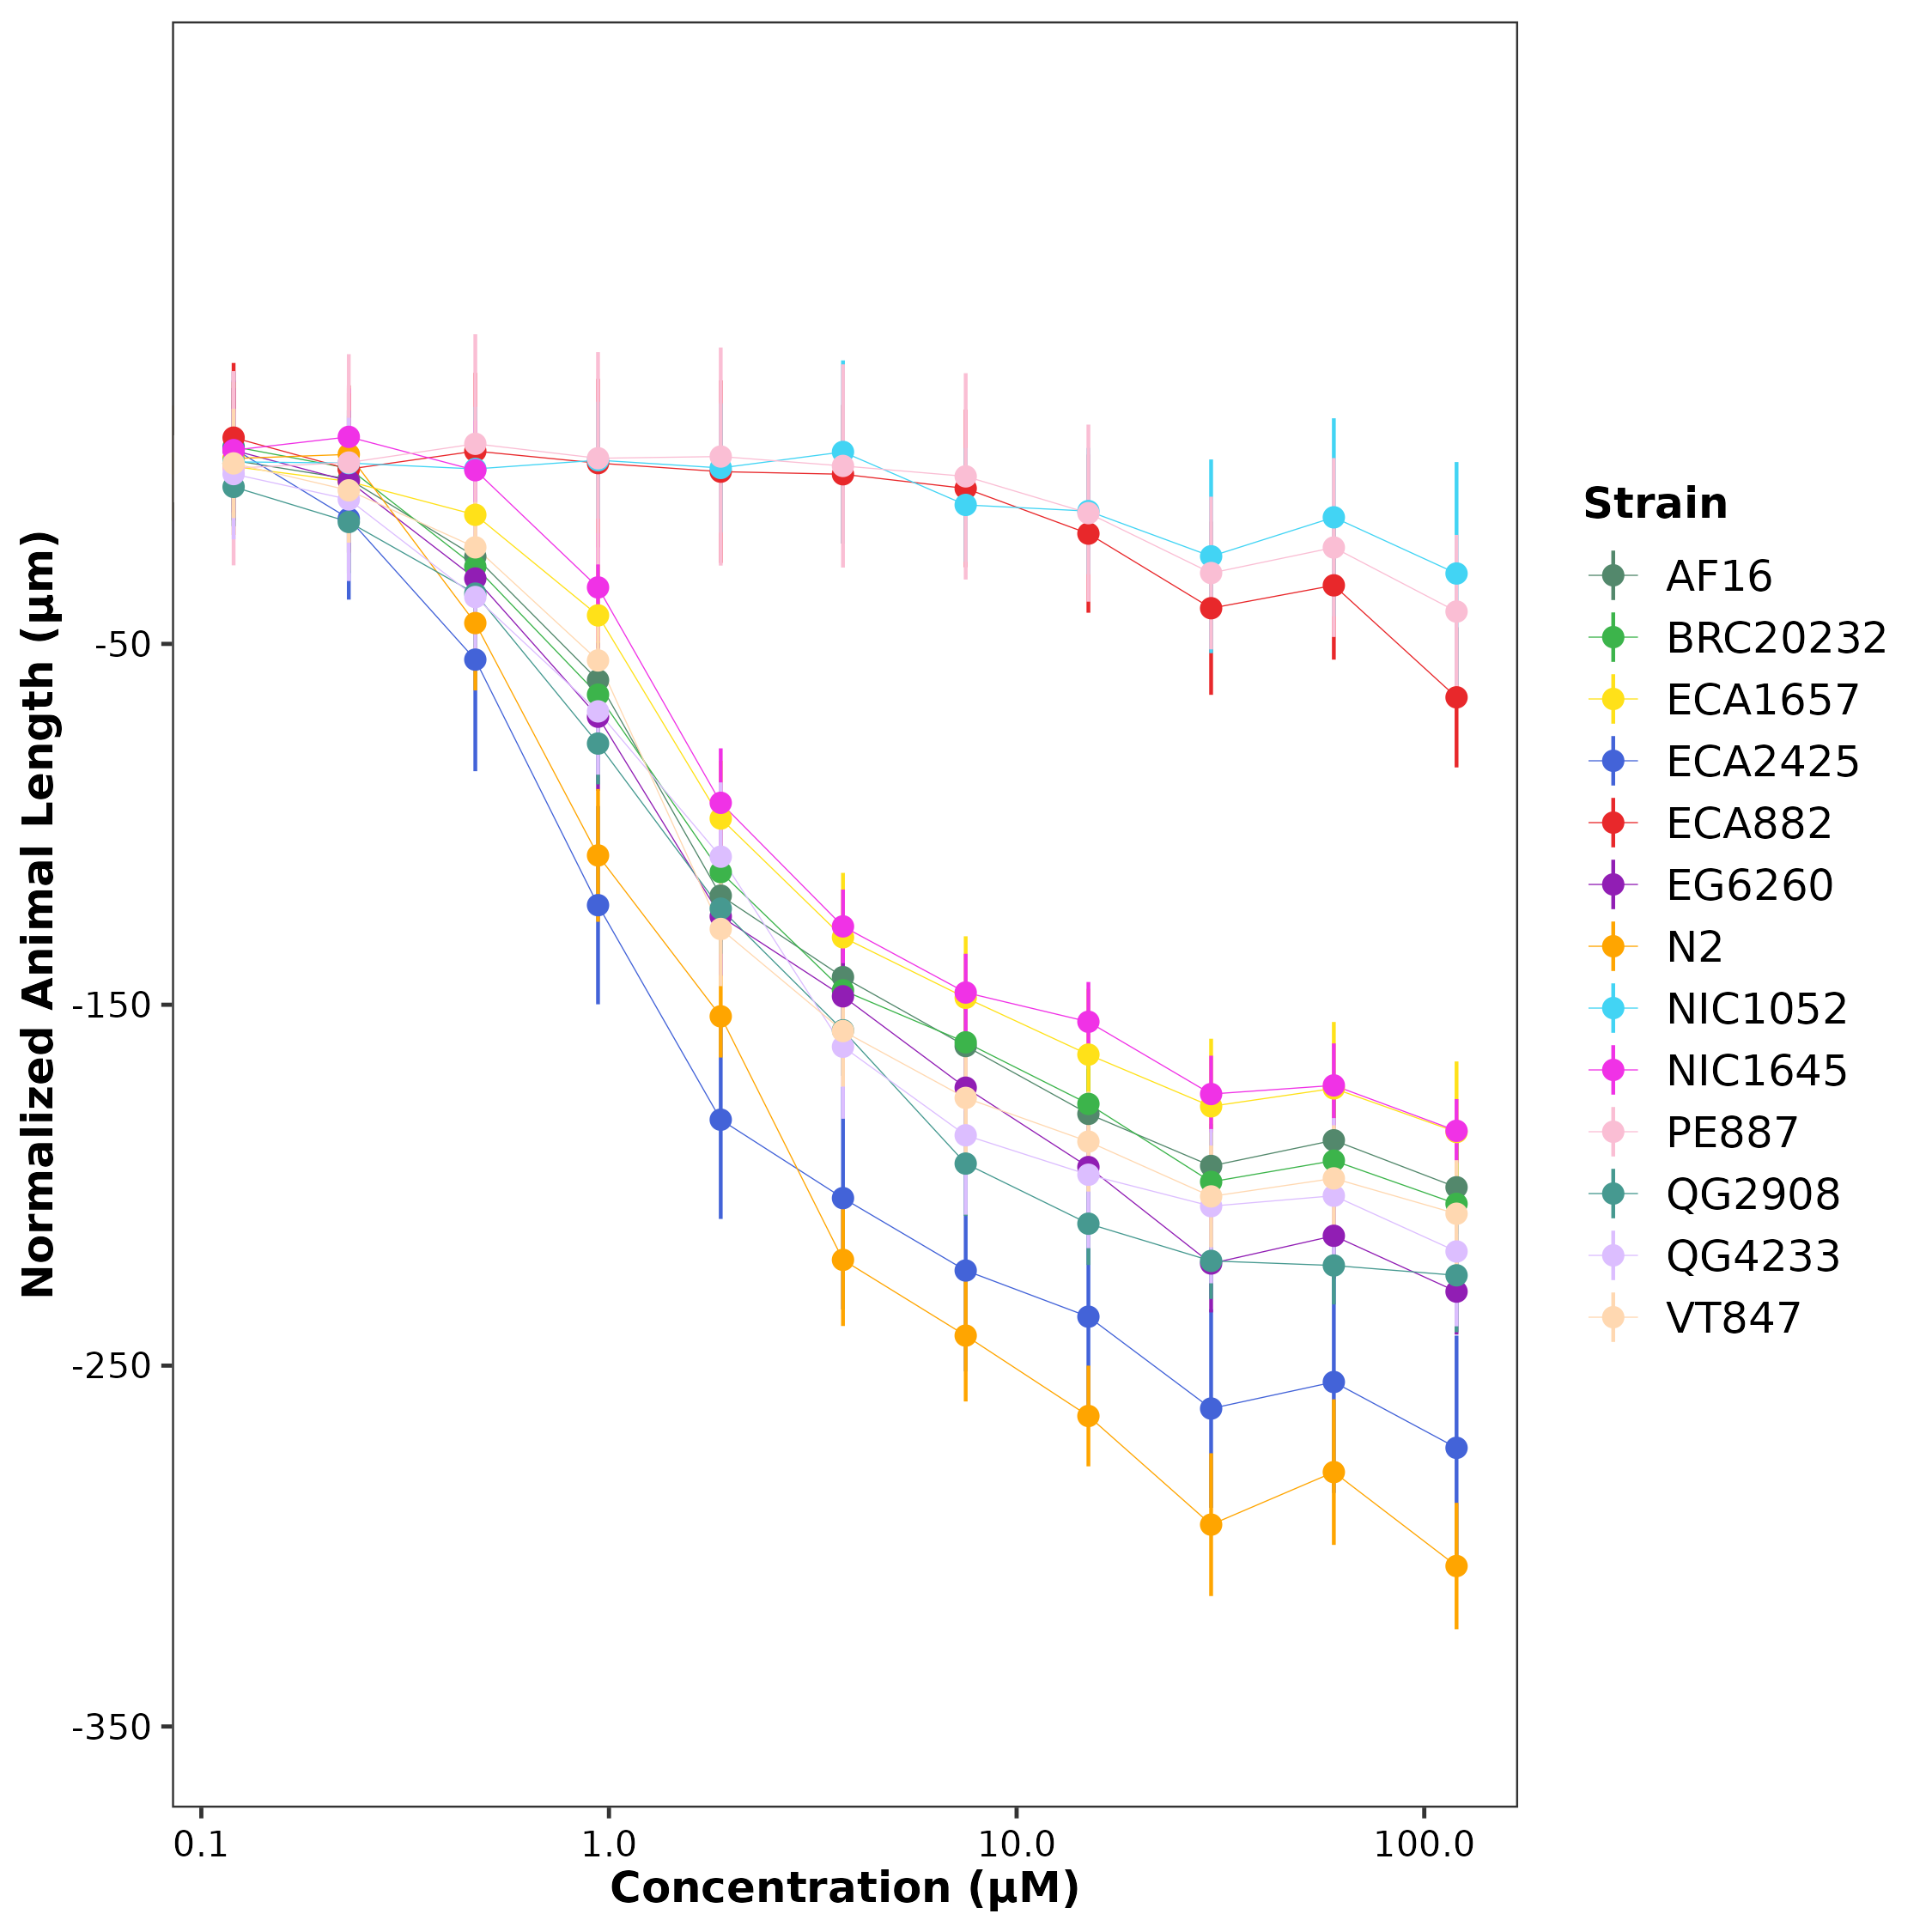 Normalized Animal Length (µm)
-50
-150
-250
-350
0.1
1.0
10.0
100.0
Concentration (µM)
Strain
AF16
BRC20232
ECA1657
ECA2425
ECA882
EG6260
N2
NIC1052
NIC1645
PE887
QG2908
QG4233
VT847